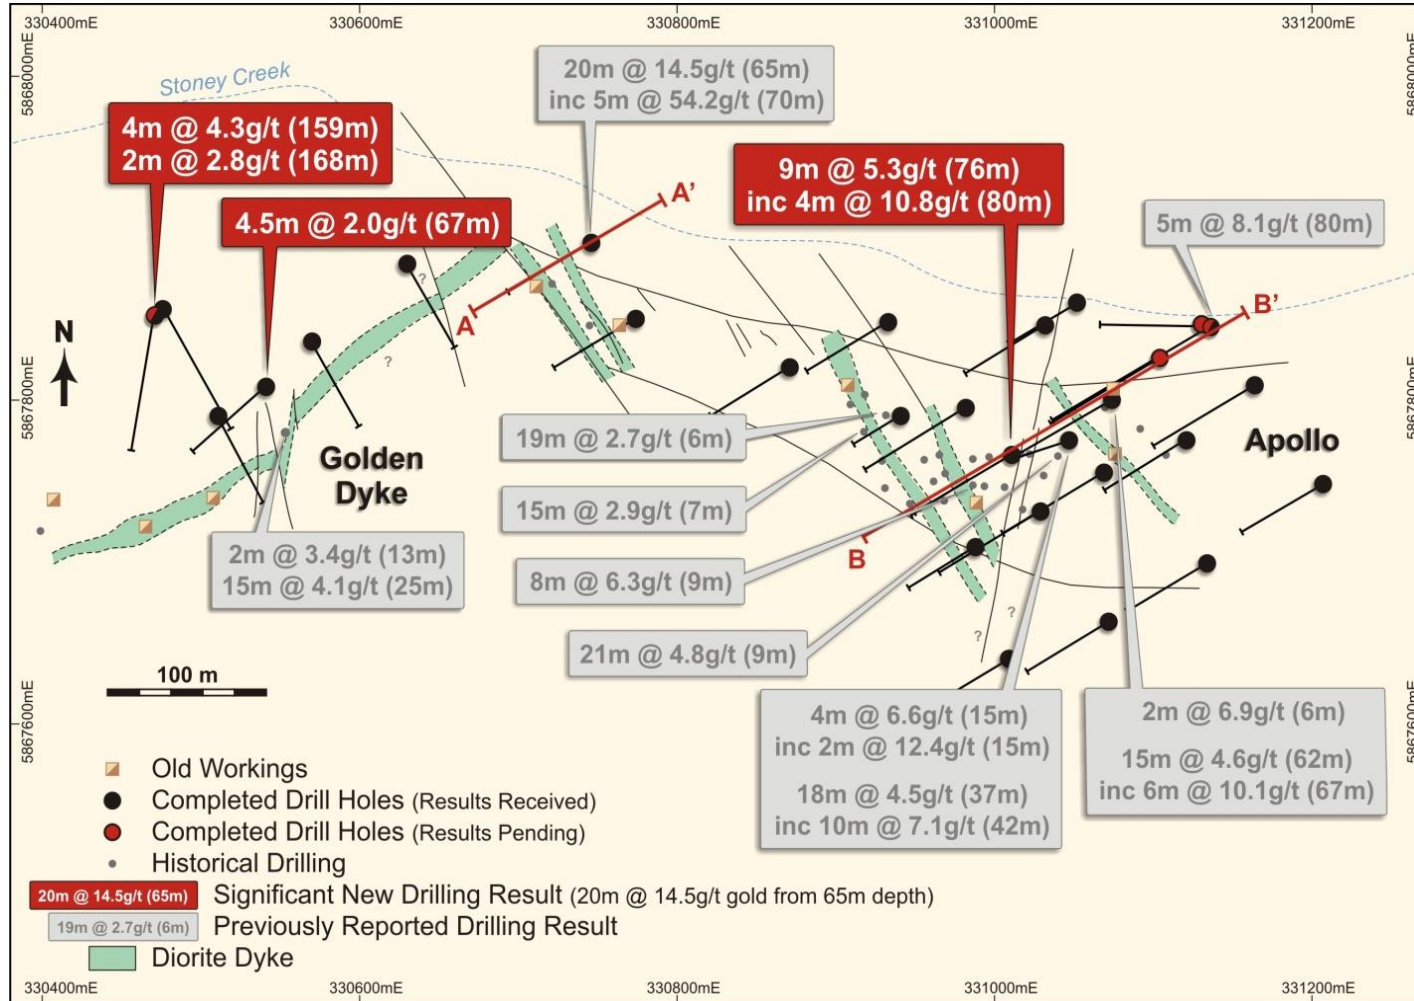 330400mE
330600mE
330800mE
331000mE
331200mE
5868000mE
5868000mE
Stoney Creek
20m @ 14.5g/t (65m)
inc 5m @ 54.2g/t (70m)
4m @ 4.3g/t (159m)
2m @ 2.8g/t (168m)
9m @ 5.3g/t (76m)
inc 4m @ 10.8g/t (80m)
4.5m @ 2.0g/t (67m)
5m @ 8.1g/t (80m)
A'
?
A
B'
N
?
5867800mE
5867800mE
19m @ 2.7g/t (6m)
Apollo
Golden
Dyke
15m @ 2.9g/t (7m)
2m @ 3.4g/t (13m)
15m @ 4.1g/t (25m)
B
8m @ 6.3g/t (9m)
?
?
21m @ 4.8g/t (9m)
100 m
5867600mE
5867600mE
4m @ 6.6g/t (15m)
inc 2m @ 12.4g/t (15m)
18m @ 4.5g/t (37m)
inc 10m @ 7.1g/t (42m)
2m @ 6.9g/t (6m)
15m @ 4.6g/t (62m)
inc 6m @ 10.1g/t (67m)
Old Workings
Completed Drill Holes (Results Received)
Completed Drill Holes (Results Pending)
Historical Drilling
20m @ 14.5g/t (65m) Significant New Drilling Result (20m @ 14.5g/t gold from 65m depth)
19m @ 2.7g/t (6m) Previously Reported Drilling Result
Diorite Dyke
330400mE
330600mE
330800mE
331000mE
331200mE